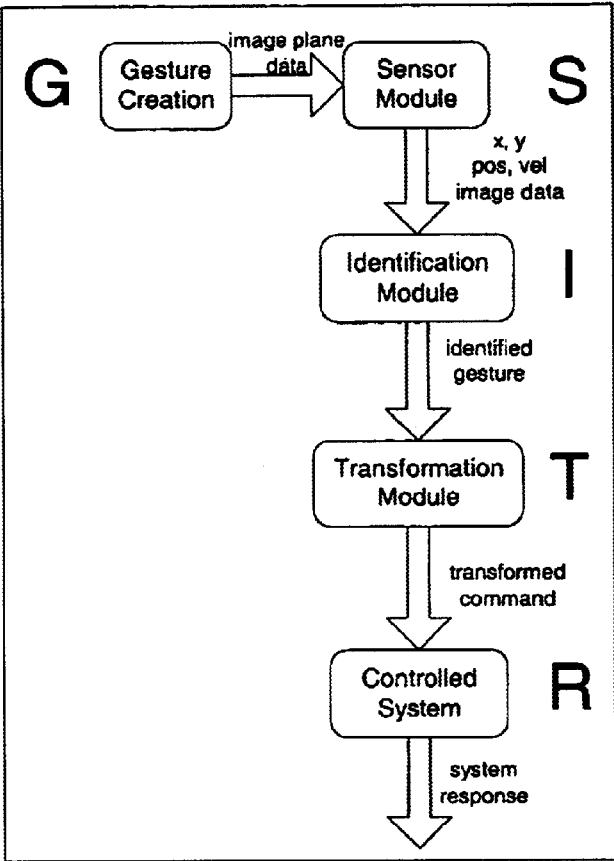 G
Gesture
Creation
image plane
data
Sensor
Module
S
x, y
pos, vel
image data
Identification
Module
I
identified
gesture
Transformation
Module
T
transformed
command
Controlled
System
R
system
response